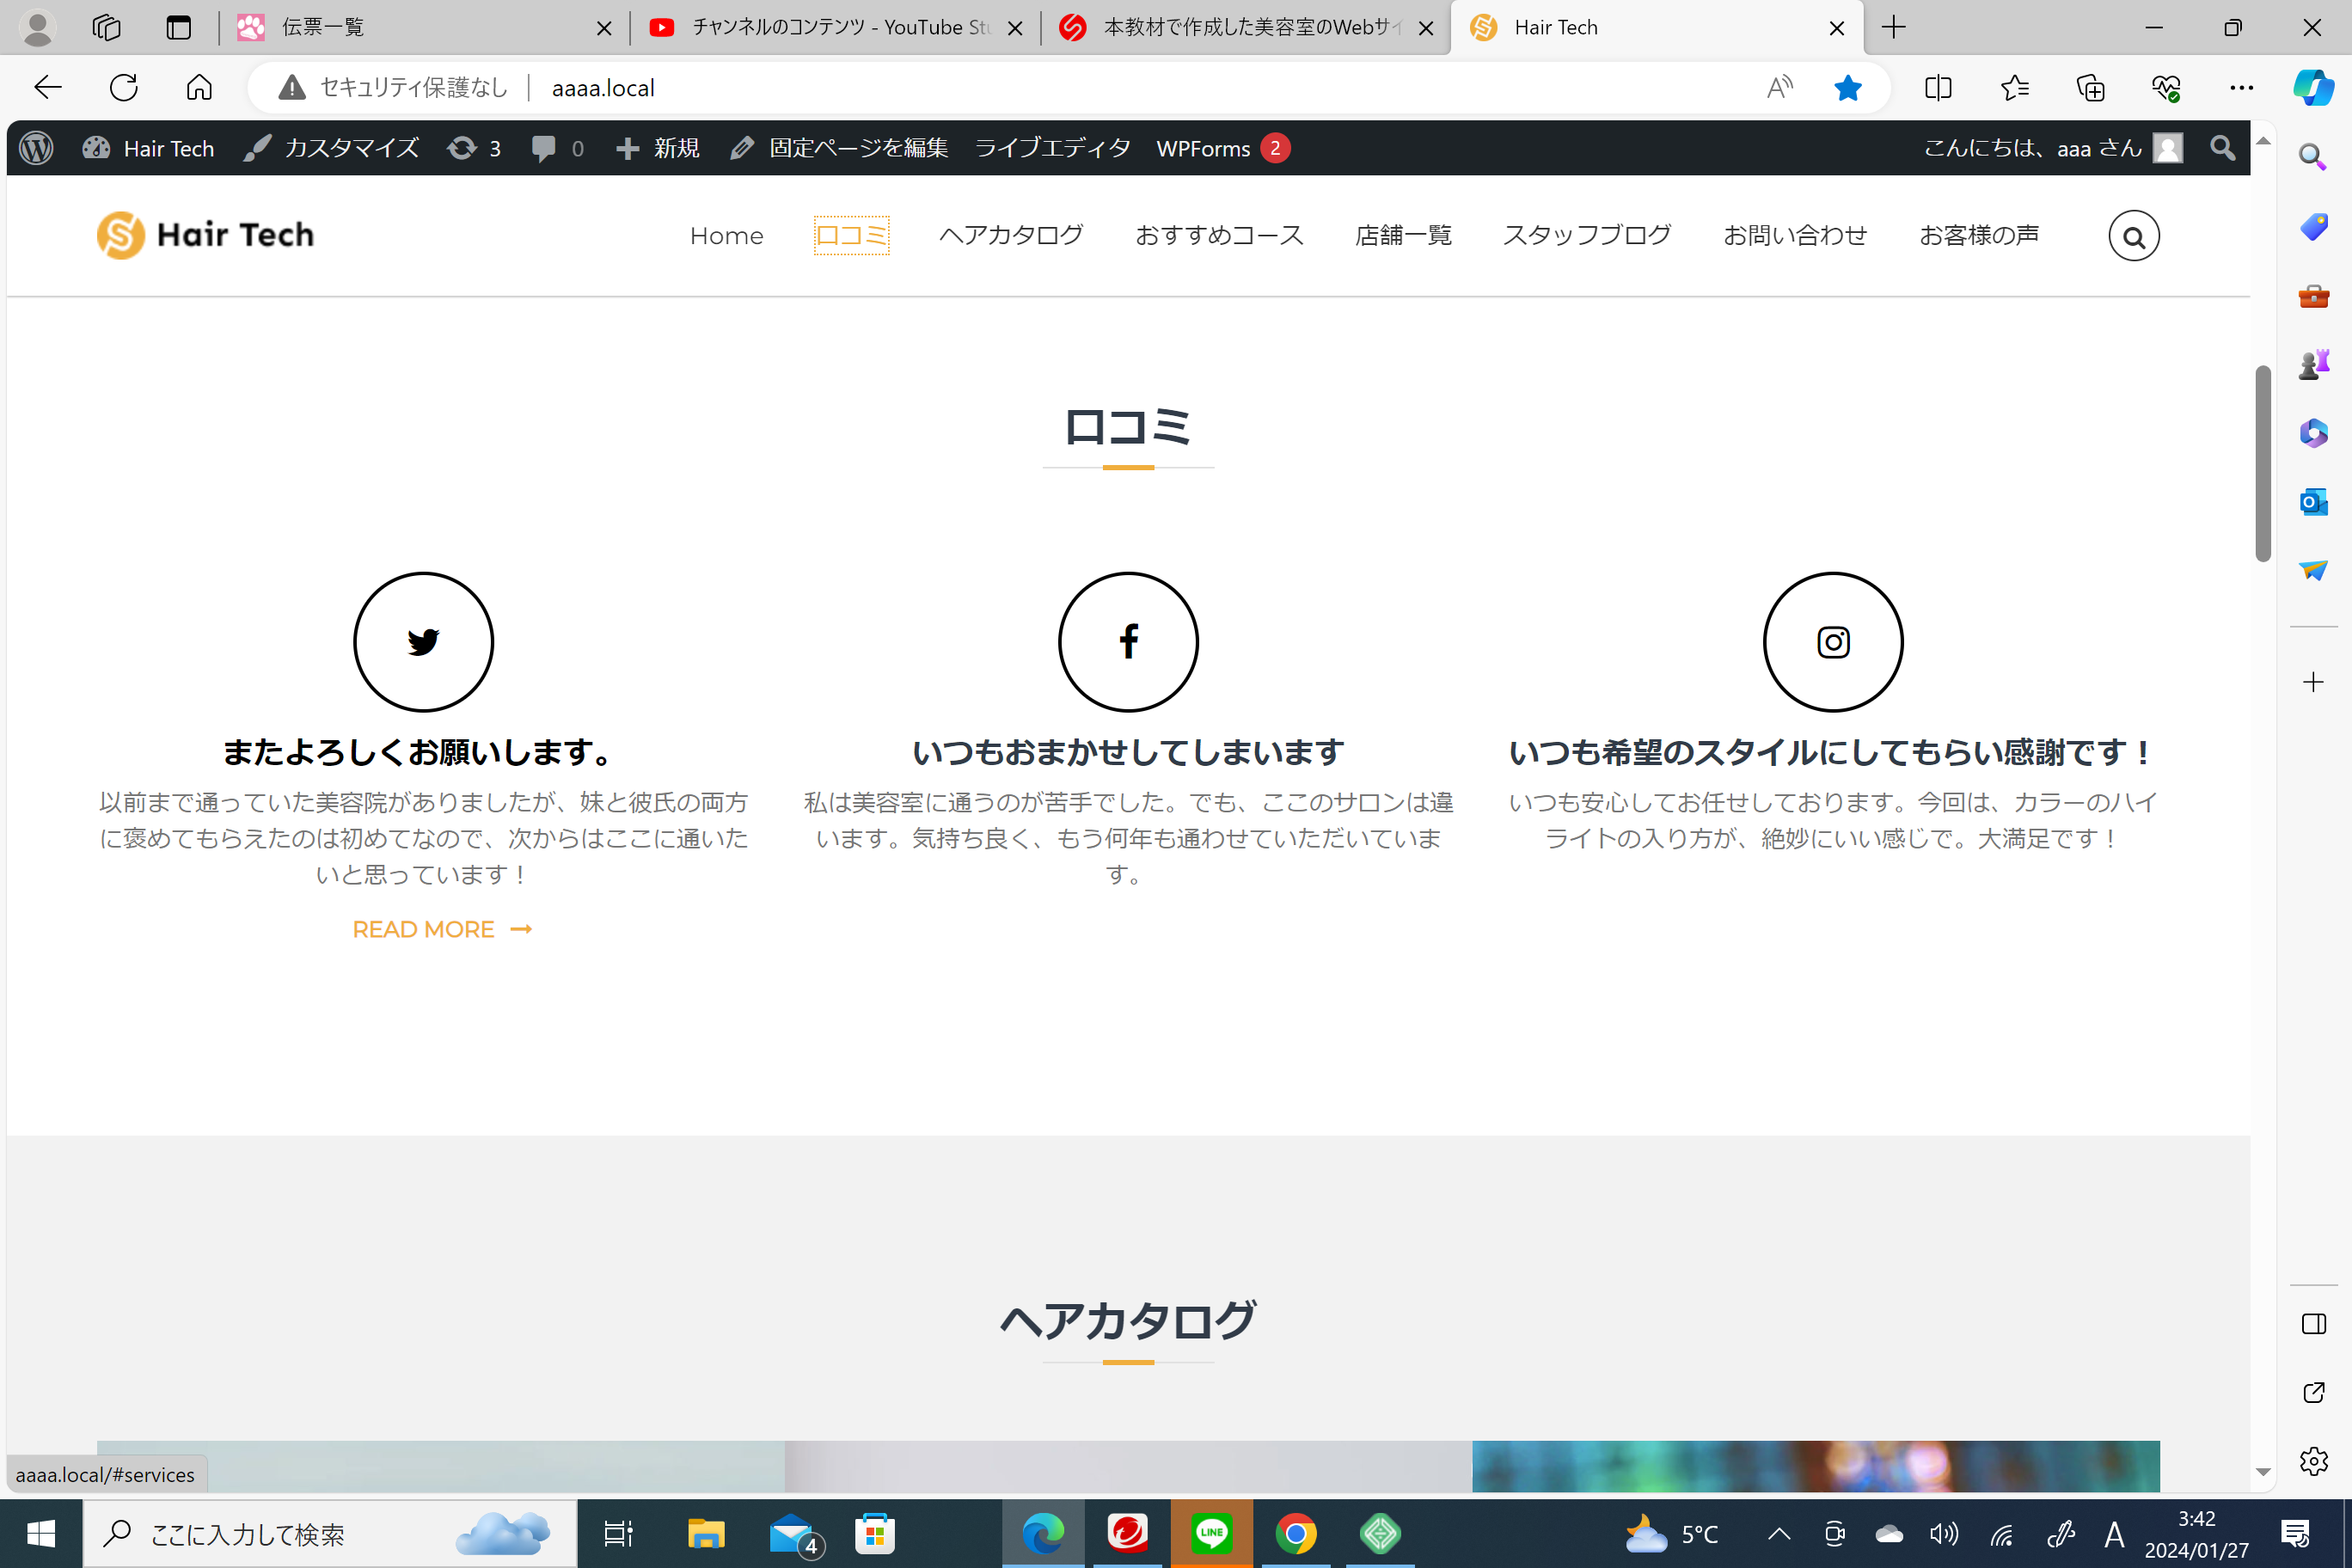 伝票一覧
チャンネルのコンテンツ - YouTube Stu
本教材で作成した美容室のWebサイ
Hair Tech
セキュリティ保護なし
aaaa.local
Hair Tech
カスタマイズ
3
0
新規
固定ページを編集
ライブエディタ
WPForms 2
こんにちは、aaa さん
Hair Tech
Home
口コミ
ヘアカタログ
おすすめコース
店舗一覧
スタッフブログ
お問い合わせ
お客様の声
口コミ
またよろしくお願いします。
以前まで通っていた美容院がありましたが、妹と彼氏の両方
に褒めてもらえたのは初めてなので、次からはここに通いた
いと思っています！
READ MORE
いつもおまかせしてしまいます
私は美容室に通うのが苦手でした。でも、ここのサロンは違
います。気持ち良く、もう何年も通わせていただいていま
す。
いつも希望のスタイルにしてもらい感謝です！
いつも安心してお任せしております。今回は、カラーのハイ
ライトの入り方が、絶妙にいい感じで。大満足です！
ヘアカタログ
aaaa.local/#services
ここに入力して検索
4
LINE
5°C
A
3:42
2024/01/27